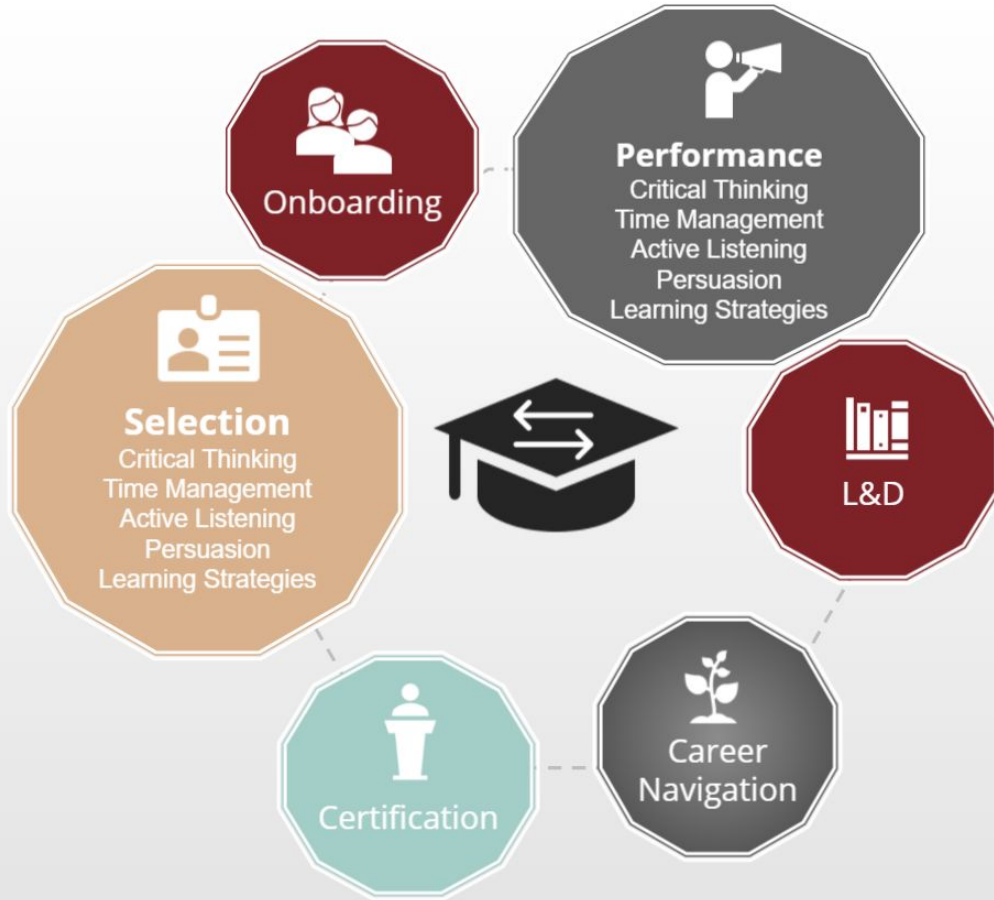 Onboarding
Performance
Critical Thinking
Time Management
Active Listening
Persuasion
Learning Strategies
Selection
Critical Thinking
Time Management
Active Listening
Persuasion
Learning Strategies
L&D
Career
Navigation
Certification